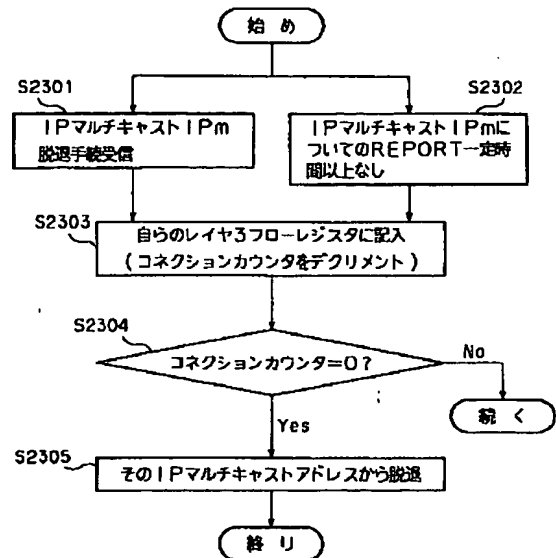 始め
S2301
S2302
IPマルチキャストIPm
脱退手続受信
IPマルチキャストIPmに
ついてのREPORT一定時
間以上なし
S2303
自らのレイヤ3フローレジスタに記入
(コネクションカウンタをデクリメント)
S2304
コネクションカウンター=0?
No
続く
Yes
S2305
そのIPマルチキャストアドレスから脱退
終り